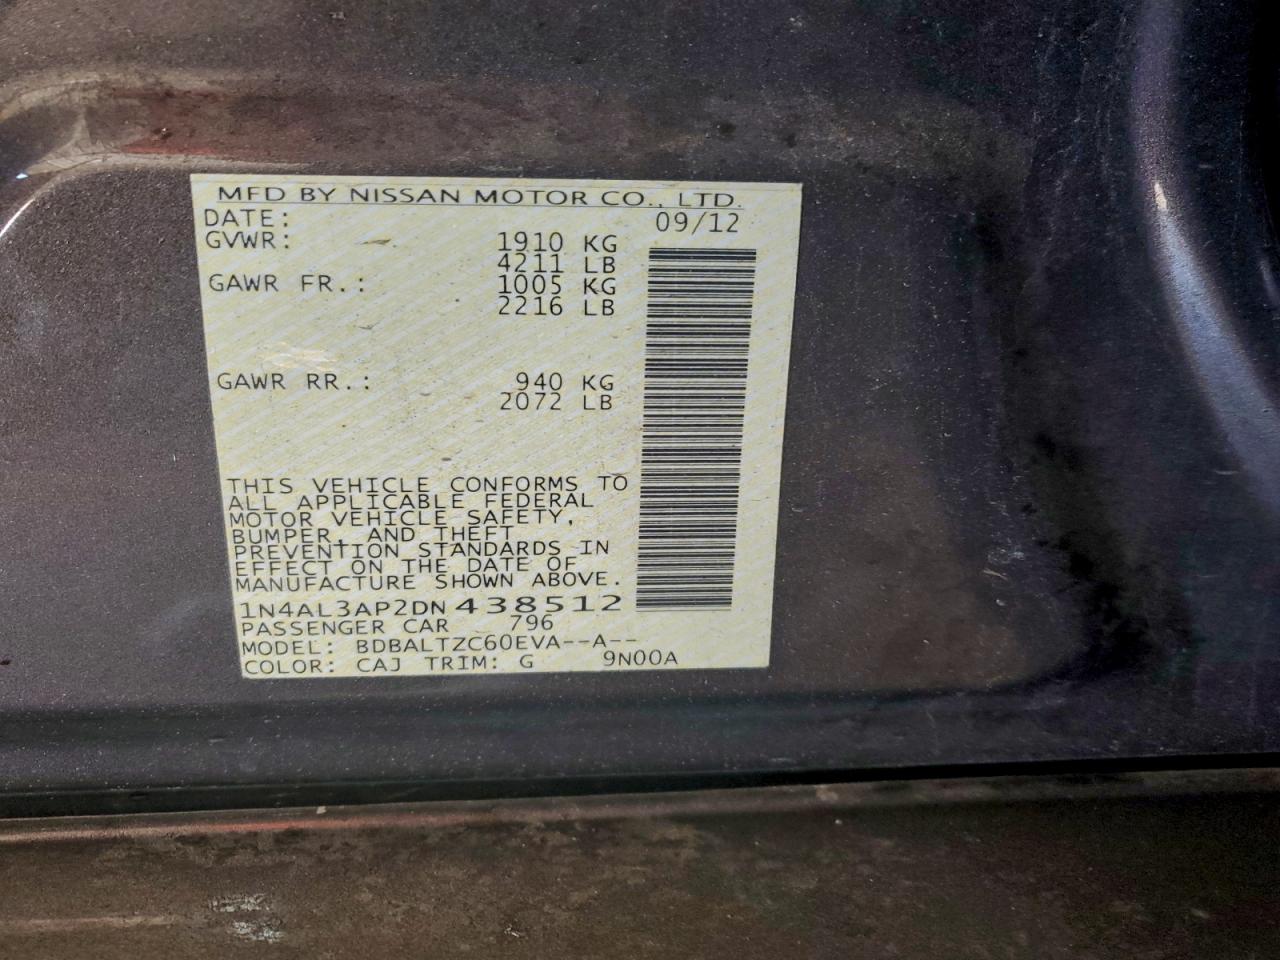 MFD BY NISSAN MOTOR CO., LTD.
DATE: 09/12
GVWR: 1910 KG
4211 LB
GAWR FR.: 1005 KG
2216 LB
GAWR RR.: 940 KG
2072 LB
THIS VEHICLE CONFORMS TO
ALL APPLICABLE FEDERAL
MOTOR VEHICLE SAFETY,
BUMPER, AND THEFT
PREVENTION STANDARDS IN
EFFECT ON THE DATE OF
MANUFACTURE SHOWN ABOVE.
1N4AL3AP2DN438512
PASSENGER CAR 796
MODEL: BDBALTZC60EVA--A--
COLOR: CAJ TRIM: G 9N00A